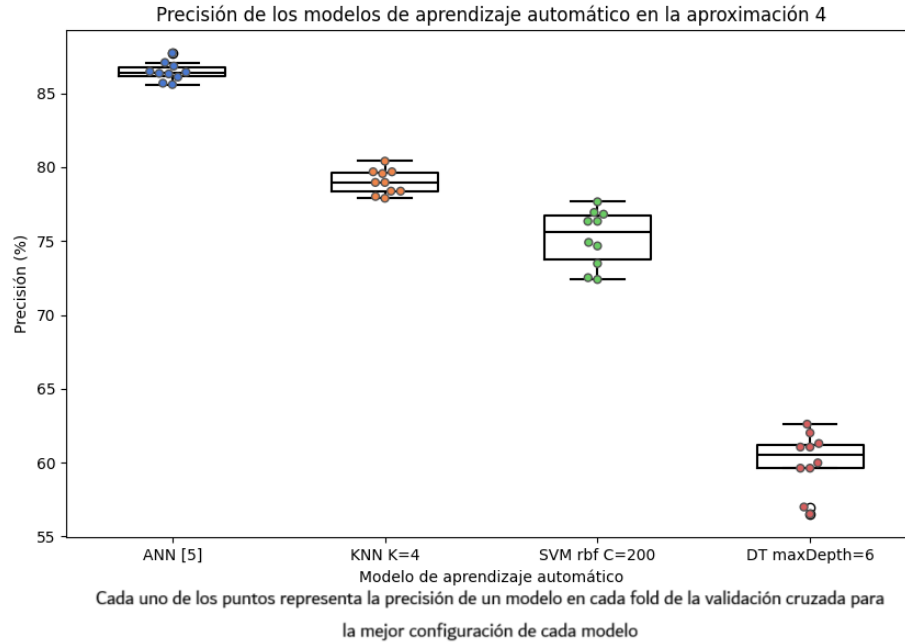 Precisión de los modelos de aprendizaje automático en la aproximación 4
Precisión (%)
85
80
75
70
65
60
55
ANN [5]
KNN K=4
SVM rbf C=200
DT maxDepth=6
Modelo de aprendizaje automático
Cada uno de los puntos representa la precisión de un modelo en cada fold de la validación cruzada para
la mejor configuración de cada modelo